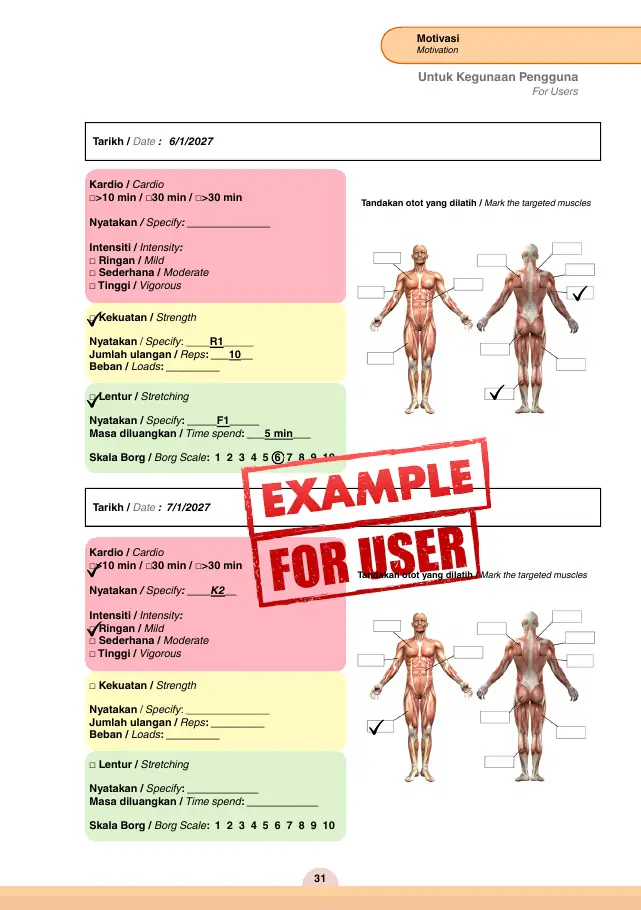 Motivasi
Motivation
Untuk Kegunaan Pengguna
For Users
Tarikh / Date : 6/1/2027
Kardio / Cardio
□>10 min / □30 min / □>30 min
Nyatakan / Specify: ______________
Intensiti / Intensity:
□ Ringan / Mild
□ Sederhana / Moderate
□ Tinggi / Vigorous
Tandakan otot yang dilatih / Mark the targeted muscles
✓ Kekuatan / Strength
Nyatakan / Specify: ____R1_____
Jumlah ulangan / Reps: ___10__
Beban / Loads: _________
✓ Lentur / Stretching
Nyatakan / Specify: _____F1_____
Masa diluangkan / Time spend: ___5 min___
Skala Borg / Borg Scale: 1 2 3 4 5 6 7 8 9 10
EXAMPLE
FOR USER
Tarikh / Date : 7/1/2027
Kardio / Cardio
✓<10 min / □30 min / □>30 min
Nyatakan / Specify: ____K2__
Intensiti / Intensity:
✓ Ringan / Mild
□ Sederhana / Moderate
□ Tinggi / Vigorous
Tandakan otot yang dilatih / Mark the targeted muscles
□ Kekuatan / Strength
Nyatakan / Specify: ______________
Jumlah ulangan / Reps: _________
Beban / Loads: _________
□ Lentur / Stretching
Nyatakan / Specify: ____________
Masa diluangkan / Time spend: ____________
Skala Borg / Borg Scale: 1 2 3 4 5 6 7 8 9 10
31